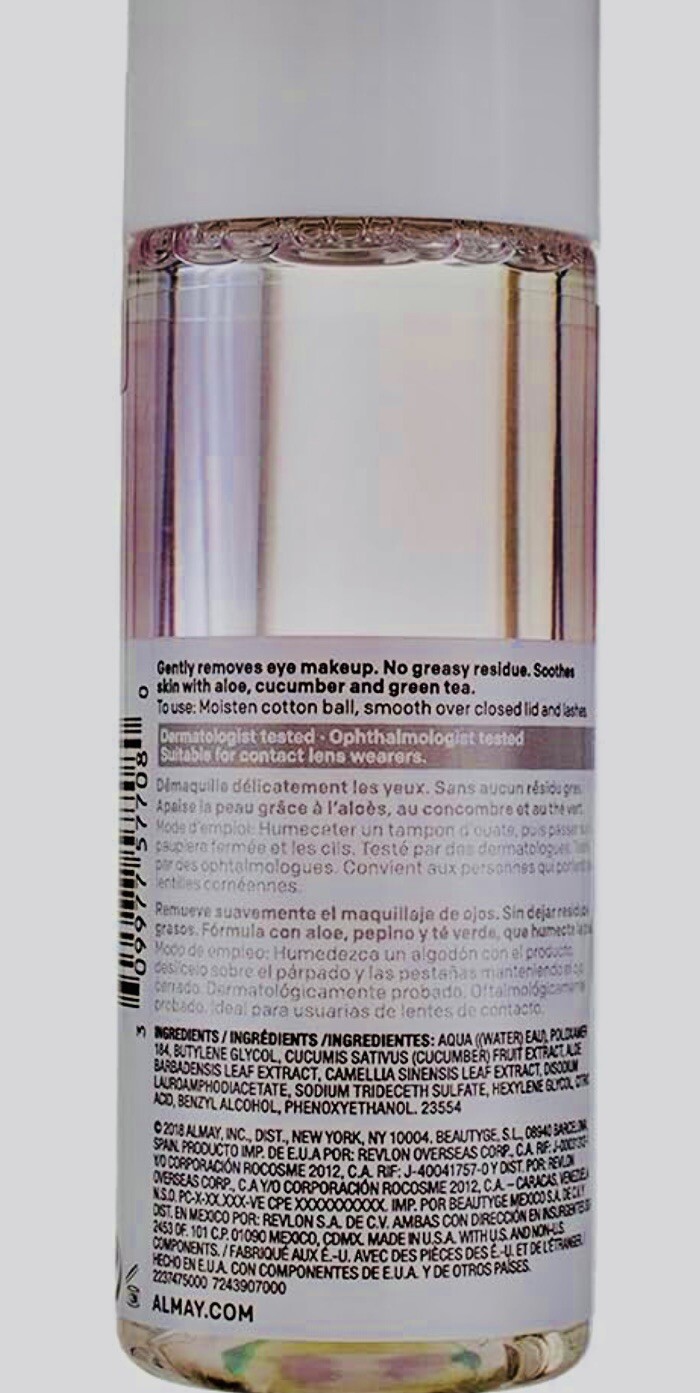 Gently removes eye makeup. No greasy residue. Soothes
skin with aloe, cucumber and green tea.
To use: Moisten cotton ball, smooth over closed lid and lashes.
Dermatologist tested · Ophthalmologist tested
Suitable for contact lens wearers.
Démaquille délicatement les yeux. Sans aucun résidu gras.
Apaise la peau grâce à l'aloès, au concombre et au thé vert.
Mode d'emploi: Humecter un tampon d'ouate, puis passer
paupière fermée et les cils. Testé par des dermatologues.
par des ophtalmologues. Convient aux personnes qui portent
lentilles cornéennes.
Remueve suavemente el maquillaje de ojos. Sin dejar residuos
grasos. Fórmula con aloe, pepino y té verde, que humecta
Modo de empleo: Humedezca un algodón con el producto,
deslícelo sobre el párpado y las pestañas manteniendo
cerrado. Dermatológicamente probado. Oftalmológicamente
probado. Ideal para usuarias de lentes de contacto.
INGREDIENTS / INGRÉDIENTS /INGREDIENTES: AQUA ((WATER) EAU), POLOXAMER
184, BUTYLENE GLYCOL, CUCUMIS SATIVUS (CUCUMBER) FRUIT EXTRACT, ALOE
BARBADENSIS LEAF EXTRACT, CAMELLIA SINENSIS LEAF EXTRACT, DISODIUM
LAUROAMPHODIACETATE, SODIUM TRIDECETH SULFATE, HEXYLENE GLYCOL, CITRIC
ACID, BENZYL ALCOHOL, PHENOXYETHANOL. 23554
©2018 ALMAY, INC., DIST., NEW YORK, NY 10004. BEAUTYGE, S.L., 08940 BARCELONA,
SPAIN. PRODUCTO IMP. DE E.U.A POR: REVLON OVERSEAS CORP., C.A. RIF:
Y/O CORPORACIÓN ROCOSME 2012, C.A. RIF: J-40041757-0 Y DIST. POR: REVLON
OVERSEAS CORP., C.A Y/O CORPORACIÓN ROCOSME 2012, C.A. – CARACAS, VENEZUELA
N.S.O. PC-X-XX.XXX-VE CPE XXXXXXXXXX. IMP. POR BEAUTYGE MEXICO S.A. DE C.V. Y
DIST. EN MEXICO POR: REVLON S.A. DE C.V. AMBAS CON DIRECCIÓN EN INSURGENTES
2453 OF. 101 C.P. 01090 MEXICO, CDMX. MADE IN U.S.A. WITH U.S. AND NON-U.S.
COMPONENTS. / FABRIQUÉ AUX É.-U. AVEC DES PIÈCES DES É.-U. ET DE L'ÉTRANGER. /
HECHO EN E.U.A. CON COMPONENTES DE E.U.A. Y DE OTROS PAÍSES.
2237475000 7243907000
ALMAY.COM
3 09977 57708 0